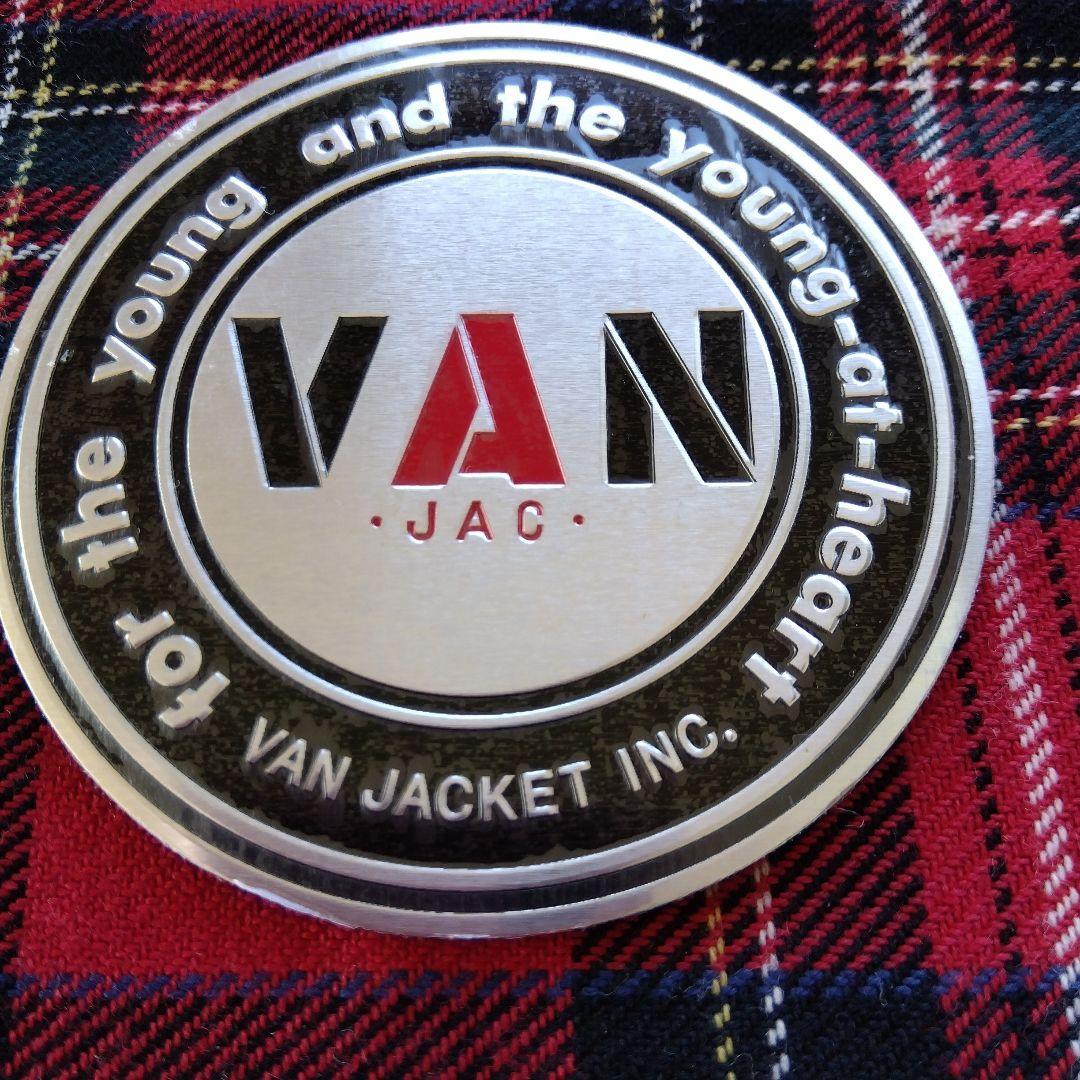 for the young and the young-at-heart
VAN
·JAC·
VAN JACKET INC.